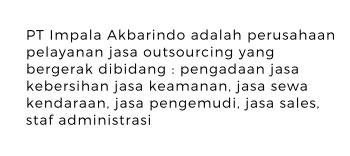 PT Impala Akbarindo adalah perusahaan
pelayanan jasa outsourcing yang
bergerak dibidang : pengadaan jasa
kebersihan jasa keamanan, jasa sewa
kendaraan, jasa pengemudi, jasa sales,
staf administrasi